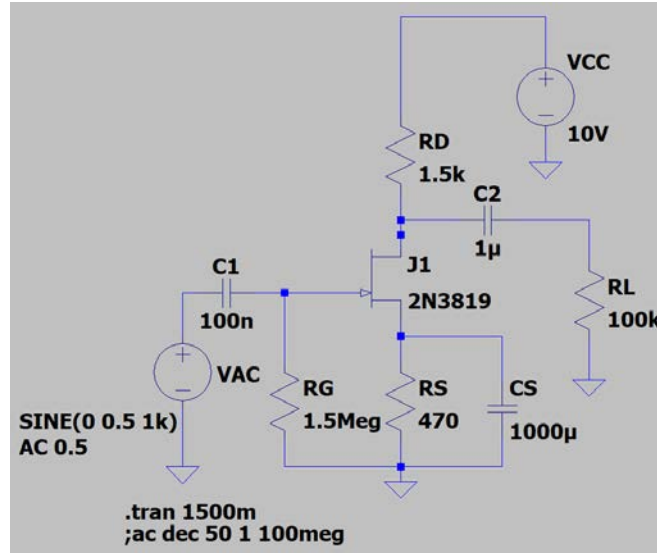 VCC
+
−
10V
RD
1.5k
C2
1µ
C1
100n
J1
2N3819
RL
100k
+
−
VAC
RG
1.5Meg
RS
470
CS
1000µ
SINE(0 0.5 1k)
AC 0.5
.tran 1500m
;ac dec 50 1 100meg